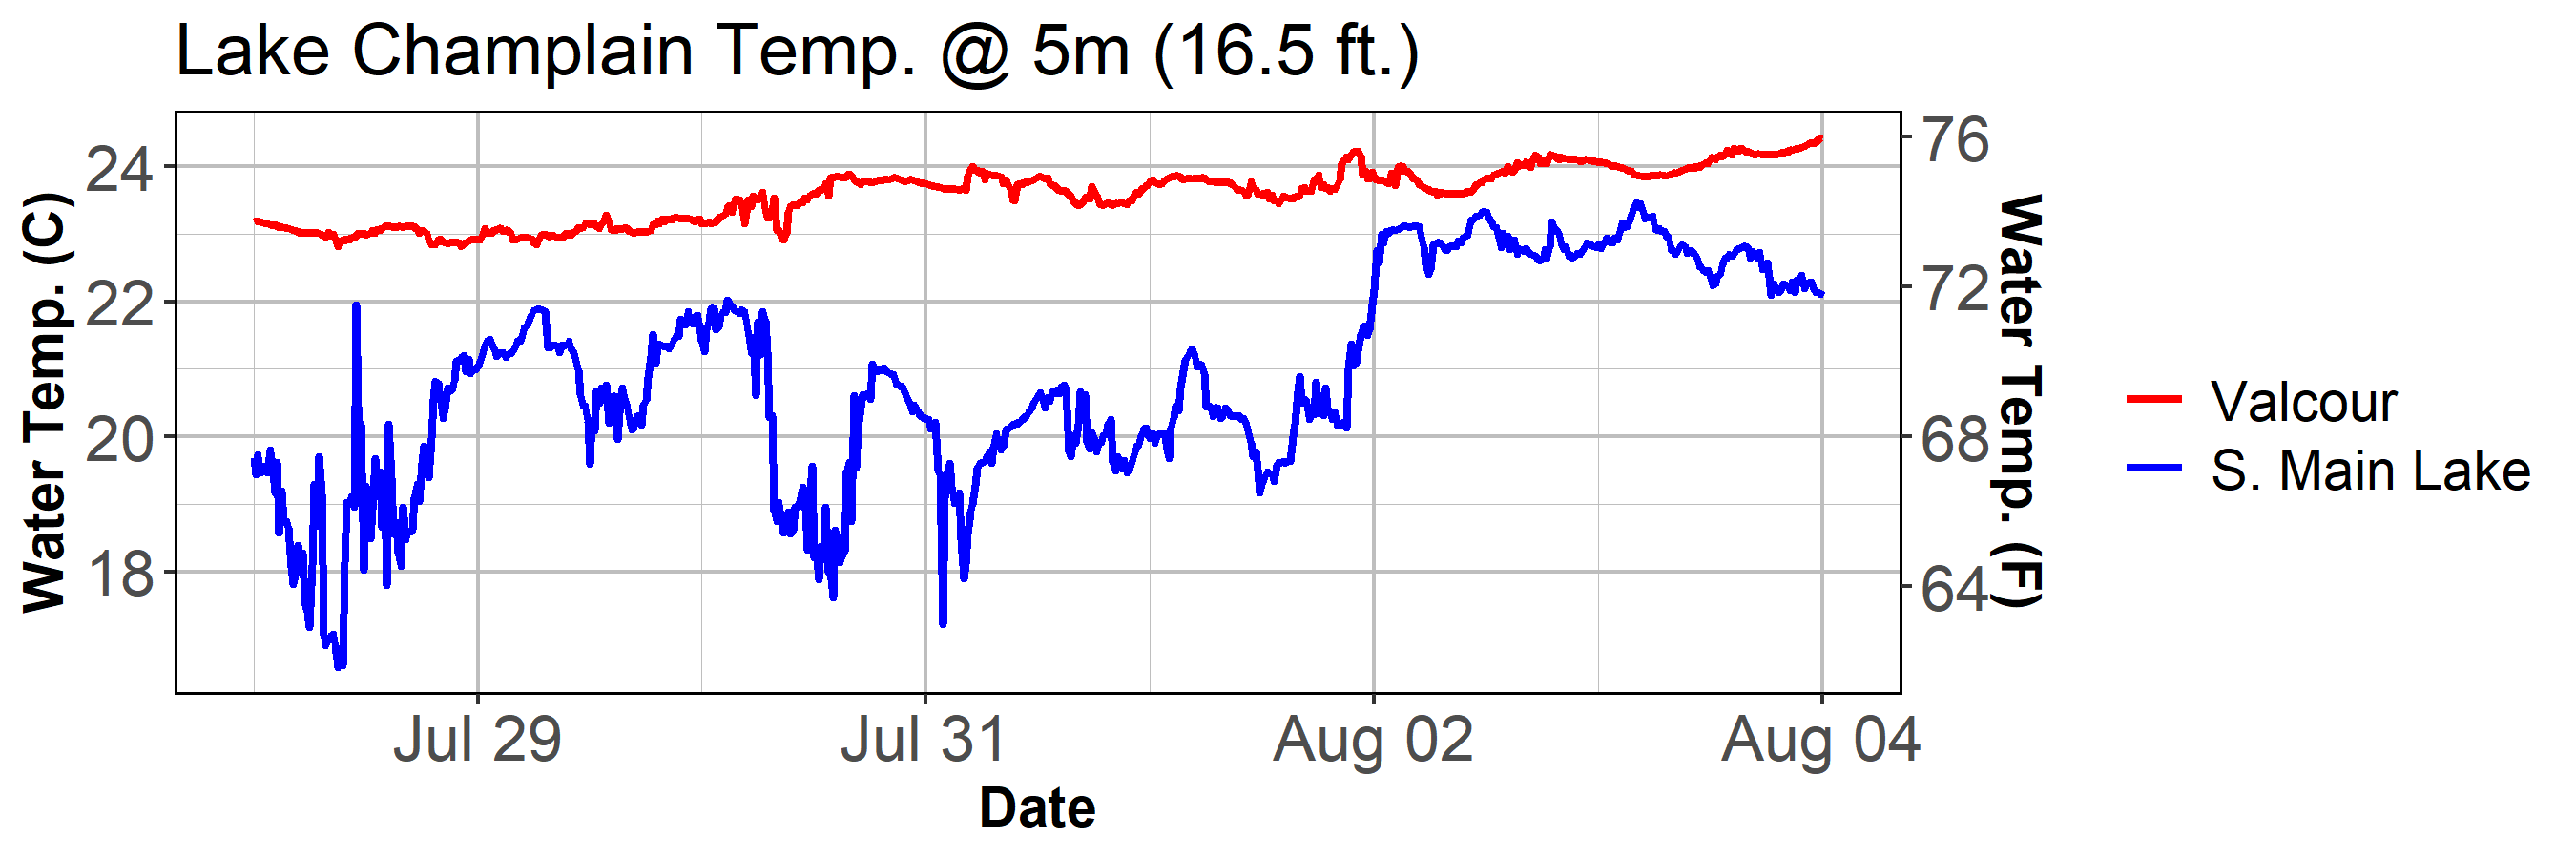 Lake Champlain Temp. @ 5m (16.5 ft.)
Water Temp. (C)
24
22
20
18
76
72
68
64
Water Temp. (F)
Jul 29
Jul 31
Aug 02
Aug 04
Date
Valcour
S. Main Lake